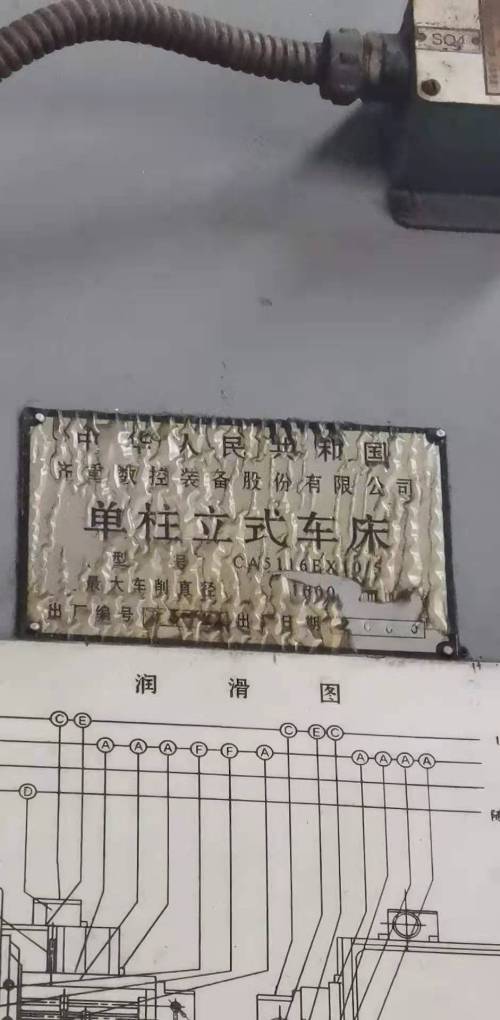 SQ4
中华人民共和国
齐重数控装备股份有限公司
单柱立式车床
型号 CA5116EX10/5
最大车削直径 1600 mm
出厂编号 出厂日期
润滑图
C E C E C
A A A F F A A A A A
D
随